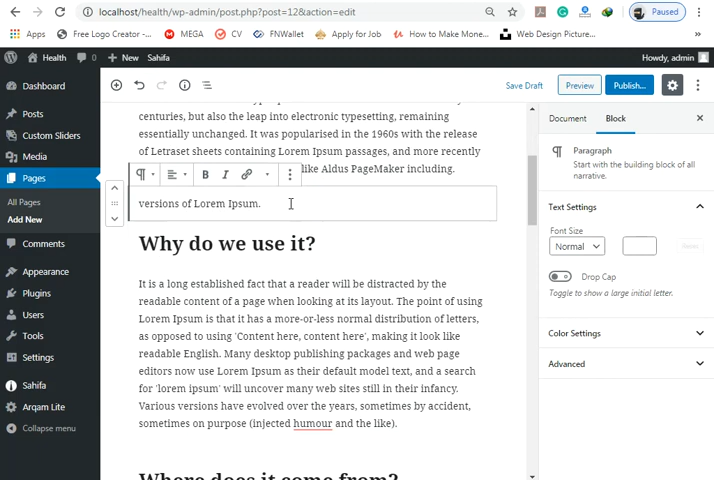 localhost/health/wp-admin/post.php?post=12&action=edit
Paused
Apps
Free Logo Creator -
MEGA
CV
FNWallet
Apply for Job
How to Make Mone...
Web Design Picture...
Health
0
New
Sahifa
Howdy, admin
Dashboard
Posts
Custom Sliders
Media
Pages
All Pages
Add New
Comments
Appearance
Plugins
Users
Tools
Settings
Sahifa
Arqam Lite
Collapse menu
Save Draft
Preview
Publish...
centuries, but also the leap into electronic typesetting, remaining
essentially unchanged. It was popularised in the 1960s with the release
of Letraset sheets containing Lorem Ipsum passages, and more recently
like Aldus PageMaker including.
B
I
versions of Lorem Ipsum.
Why do we use it?
It is a long established fact that a reader will be distracted by the
readable content of a page when looking at its layout. The point of using
Lorem Ipsum is that it has a more-or-less normal distribution of letters,
as opposed to using 'Content here, content here', making it look like
readable English. Many desktop publishing packages and web page
editors now use Lorem Ipsum as their default model text, and a search
for 'lorem ipsum' will uncover many web sites still in their infancy.
Various versions have evolved over the years, sometimes by accident,
sometimes on purpose (injected humour and the like).
Where does it come from?
Document
Block
Paragraph
Start with the building block of all
narrative.
Text Settings
Font Size
Normal
Reset
Drop Cap
Toggle to show a large initial letter.
Color Settings
Advanced